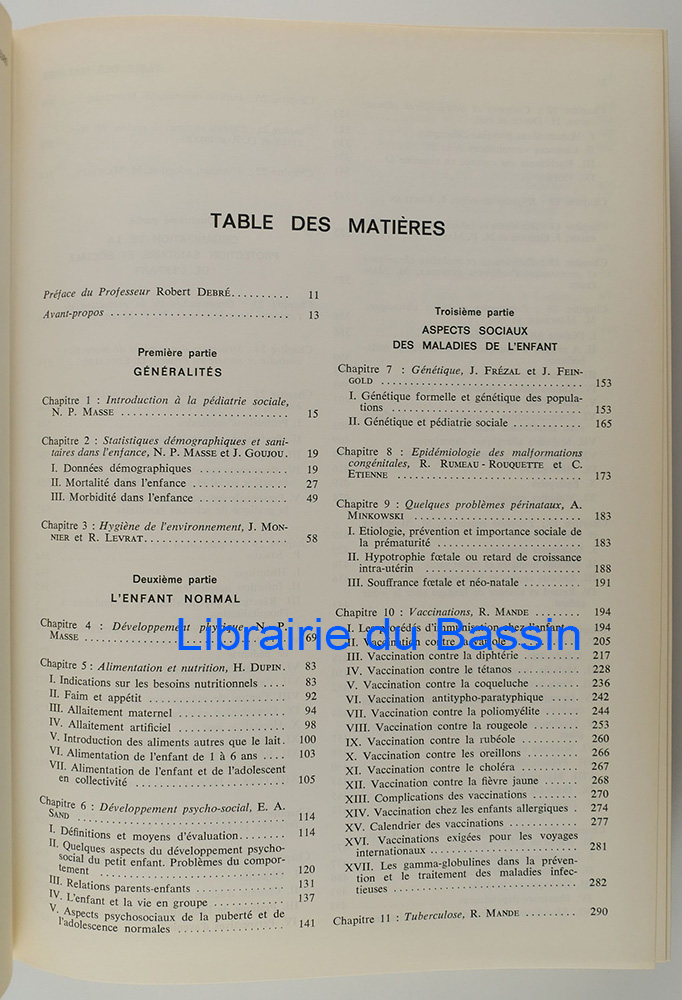 TABLE DES MATIÈRES
Préface du Professeur Robert DEBRÉ.......... 11
Avant-propos .............................. 13
Première partie
GÉNÉRALITÉS
Chapitre 1 : Introduction à la pédiatrie sociale,
N. P. MASSE ............................ 15
Chapitre 2 : Statistiques démographiques et sani-
taires dans l'enfance, N. P. MASSE et J. GOUJOU. 19
I. Données démographiques ............... 19
II. Mortalité dans l'enfance ................ 27
III. Morbidité dans l'enfance ............... 49
Chapitre 3 : Hygiène de l'environnement, J. MON-
NIER et R. LEVRAT......................... 58
Deuxième partie
L'ENFANT NORMAL
Chapitre 4 : Développement physique, N. P.
MASSE .................................. 69
Chapitre 5 : Alimentation et nutrition, H. DUPIN. 83
I. Indications sur les besoins nutritionnels .... 83
II. Faim et appétit ........................ 92
III. Allaitement maternel .................. 94
IV. Allaitement artificiel .................. 98
V. Introduction des aliments autres que le lait. 100
VI. Alimentation de l'enfant de 1 à 6 ans .... 103
VII. Alimentation de l'enfant et de l'adolescent
en collectivité ........................... 105
Chapitre 6 : Développement psycho-social, E. A.
SAND .................................. 114
I. Définitions et moyens d'évaluation........ 114
II. Quelques aspects du développement psycho-
social du petit enfant. Problèmes du compor-
tement ................................. 120
III. Relations parents-enfants .............. 131
IV. L'enfant et la vie en groupe ............ 137
V. Aspects psychosociaux de la puberté et de
l'adolescence normales .................. 141
Troisième partie
ASPECTS SOCIAUX
DES MALADIES DE L'ENFANT
Chapitre 7 : Génétique, J. FRÉZAL et J. FEIN-
GOLD .................................. 153
I. Génétique formelle et génétique des popula-
tions .................................. 153
II. Génétique et pédiatrie sociale ............ 165
Chapitre 8 : Epidémiologie des malformations
congénitales, R. RUMEAU-ROUQUETTE et C.
ETIENNE ................................ 173
Chapitre 9 : Quelques problèmes périnataux, A.
MINKOWSKI ............................. 183
I. Etiologie, prévention et importance sociale de
la prématurité .......................... 183
II. Hypotrophie fœtale ou retard de croissance
intra-utérin ............................ 188
III. Souffrance fœtale et néo-natale .......... 191
Chapitre 10 : Vaccinations, R. MANDE ........ 194
I. Les procédés d'immunisation chez l'enfant .. 194
II. Vaccination contre la variole ............ 205
III. Vaccination contre la diphtérie .......... 217
IV. Vaccination contre le tétanos ............ 228
V. Vaccination contre la coqueluche ......... 236
VI. Vaccination antitypho-paratyphique ...... 242
VII. Vaccination contre la poliomyélite ...... 244
VIII. Vaccination contre la rougeole ........ 253
IX. Vaccination contre la rubéole .......... 260
X. Vaccination contre les oreillons .......... 266
XI. Vaccination contre le choléra .......... 267
XII. Vaccination contre la fièvre jaune ...... 268
XIII. Complications des vaccinations ........ 270
XIV. Vaccination chez les enfants allergiques . 274
XV. Calendrier des vaccinations ............ 277
XVI. Vaccinations exigées pour les voyages
internationaux .......................... 281
XVII. Les gamma-globulines dans la préven-
tion et le traitement des maladies infec-
tieuses ................................ 282
Chapitre 11 : Tuberculose, R. MANDE ......... 290
Librairie du Bassin